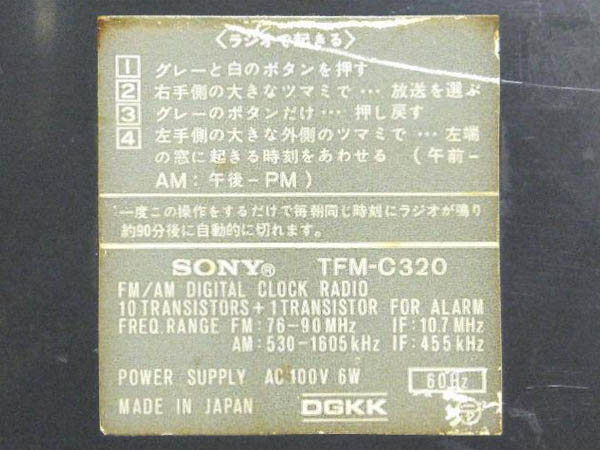 〈ラジオで起きる〉
1 グレーと白のボタンを押す
2 右手側の大きなツマミで … 放送を選ぶ
3 グレーのボタンだけ … 押し戻す
4 左手側の大きな外側のツマミで … 左端
の窓に起きる時刻をあわせる (午前-
AM:午後-PM)
一度この操作をするだけで毎朝同じ時刻にラジオが鳴り
約90分後に自動的に切れます。
SONY® TFM-C320
FM/AM DIGITAL CLOCK RADIO
10 TRANSISTORS+1 TRANSISTOR FOR ALARM
FREQ. RANGE FM:76-90MHz IF:10.7MHz
AM:530-1605kHz IF:455kHz
POWER SUPPLY AC 100V 6W 60Hz
MADE IN JAPAN DGKK 〒